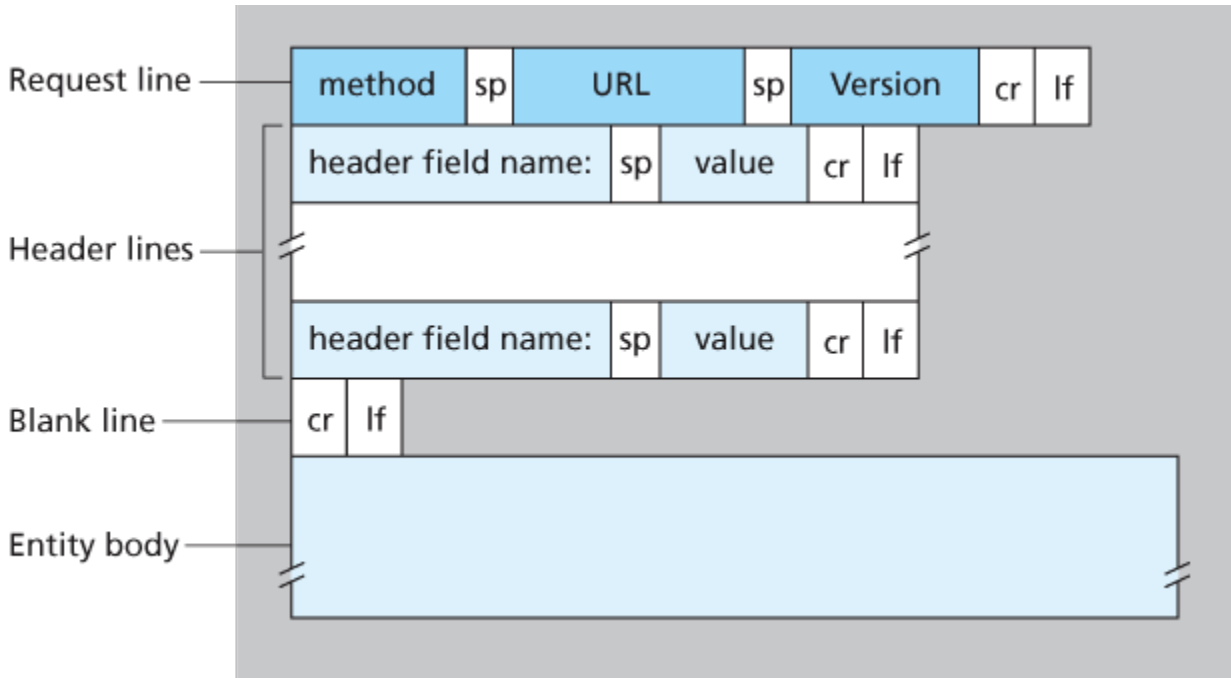 Request line method sp URL sp Version cr lf
header field name: sp value cr lf
Header lines
header field name: sp value cr lf
Blank line cr lf
Entity body